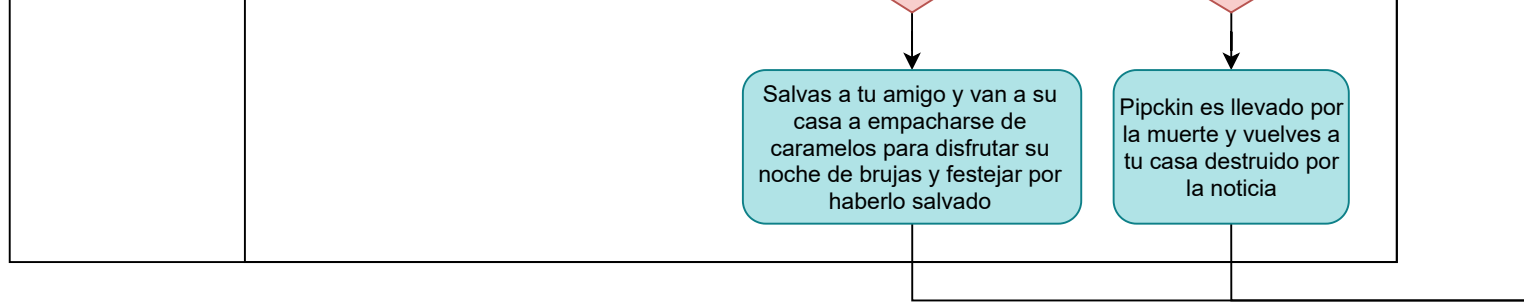 Salvas a tu amigo y van a su
casa a empacharse de
caramelos para disfrutar su
noche de brujas y festejar por
haberlo salvado
Pipckin es llevado por
la muerte y vuelves a
tu casa destruido por
la noticia